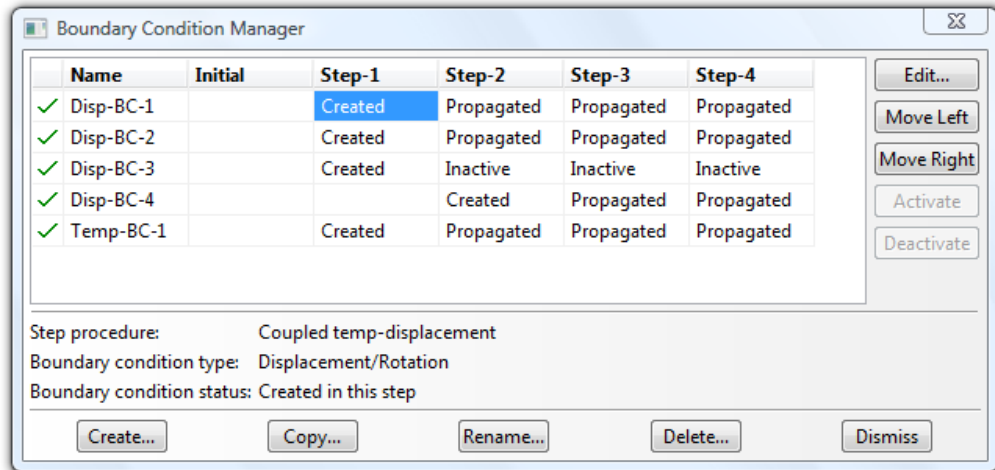 Boundary Condition Manager
Name Initial Step-1 Step-2 Step-3 Step-4 Edit...
Disp-BC-1 Created Propagated Propagated Propagated Move Left
Disp-BC-2 Created Propagated Propagated Propagated
Disp-BC-3 Created Inactive Inactive Inactive Move Right
Disp-BC-4 Created Propagated Propagated Activate
Temp-BC-1 Created Propagated Propagated Propagated Deactivate
Step procedure: Coupled temp-displacement
Boundary condition type: Displacement/Rotation
Boundary condition status: Created in this step
Create... Copy... Rename... Delete... Dismiss